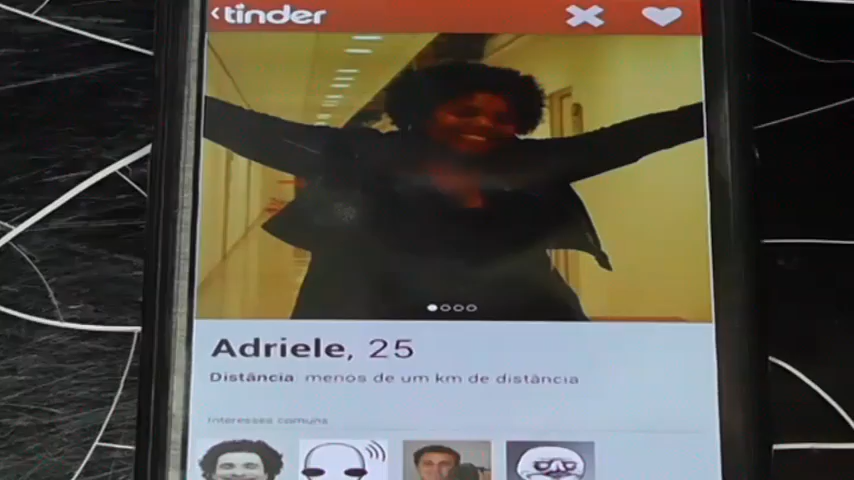 tinder
Adriele, 25
Distância menos de um km de distância
Interesses comuns